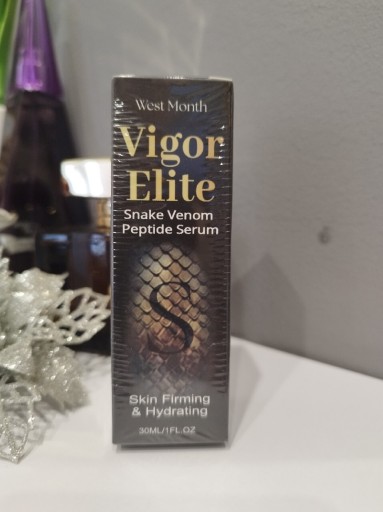 West Month
Vigor
Elite
Snake Venom
Peptide Serum
S
Skin Firming
& Hydrating
30ML/1FL.OZ